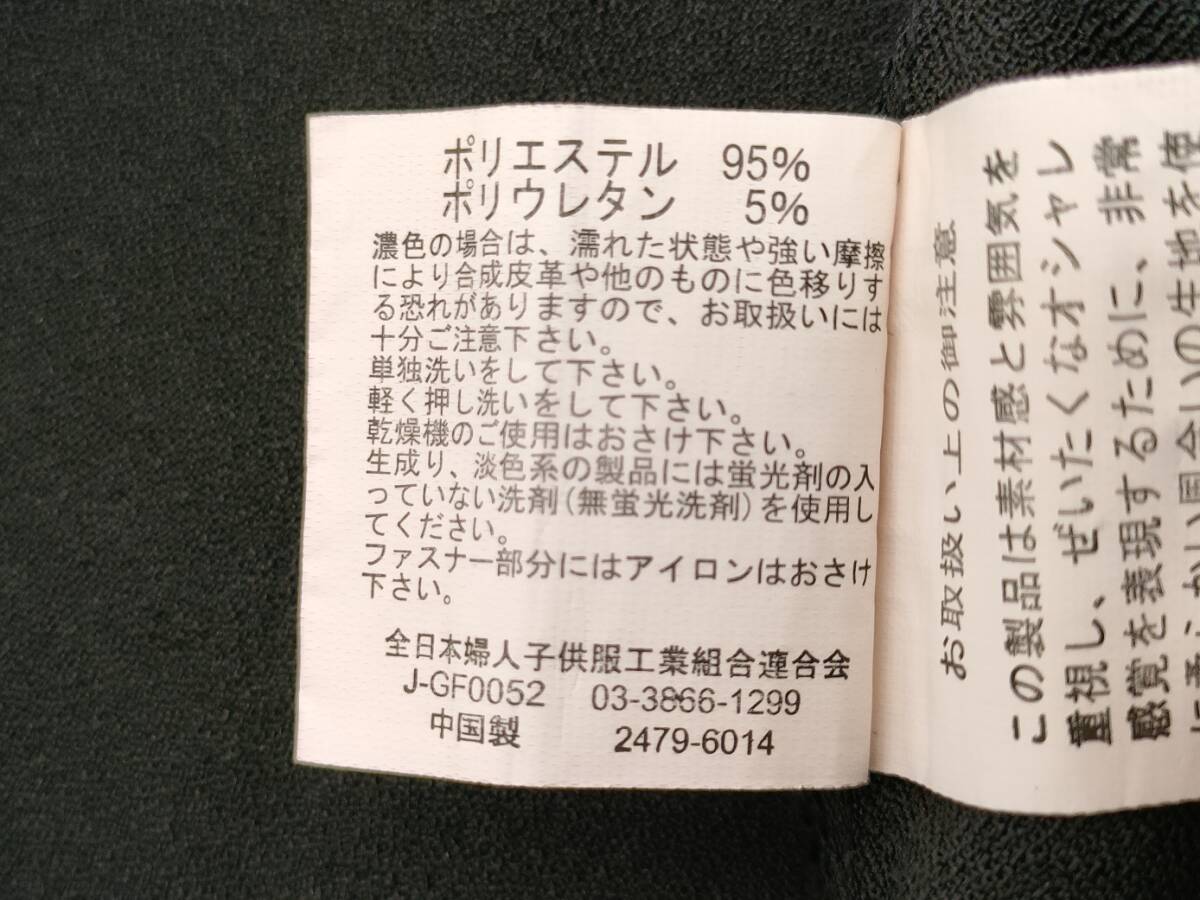 ポリエステル 95%
ポリウレタン 5%
濃色の場合は、濡れた状態や強い摩擦
により合成皮革や他のものに色移りす
る恐れがありますので、お取扱いには
十分ご注意下さい。
単独洗いをして下さい。
軽く押し洗いをして下さい。
乾燥機のご使用はおさけ下さい。
生成り、淡色系の製品には蛍光剤の入
っていない洗剤(無蛍光洗剤)を使用し
てください。
ファスナー部分にはアイロンはおさけ
下さい。
全日本婦人子供服工業組合連合会
J-GF0052 03-3866-1299
中国製 2479-6014
お取扱い上の御注意
この製品は素材感と雰囲気を
重視し、ぜいたくなオシャレ
感覚を表現するために、非常
風合いの生地を使